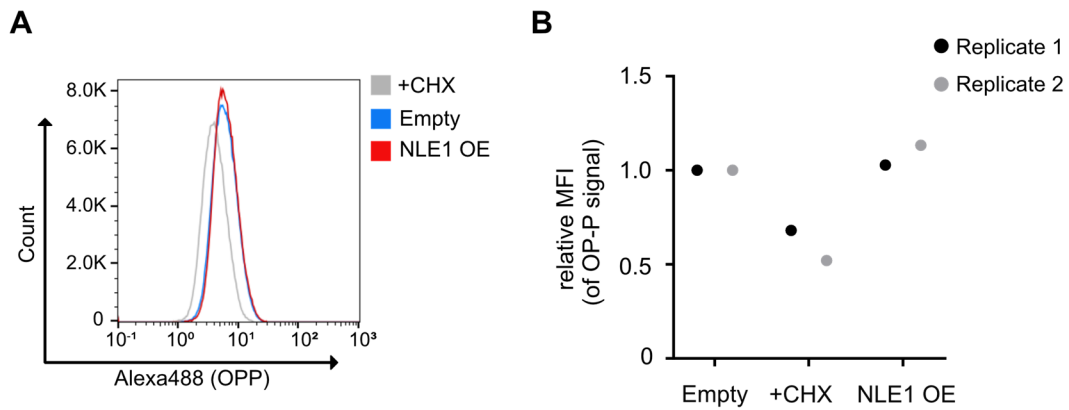 A
8.0K
6.0K
4.0K
2.0K
0
Count
10-1
100
101
102
103
Alexa488 (OPP)
+CHX
Empty
NLE1 OE
B
Replicate 1
Replicate 2
1.5
1.0
0.5
0
relative MFI
(of OP-P signal)
Empty +CHX NLE1 OE